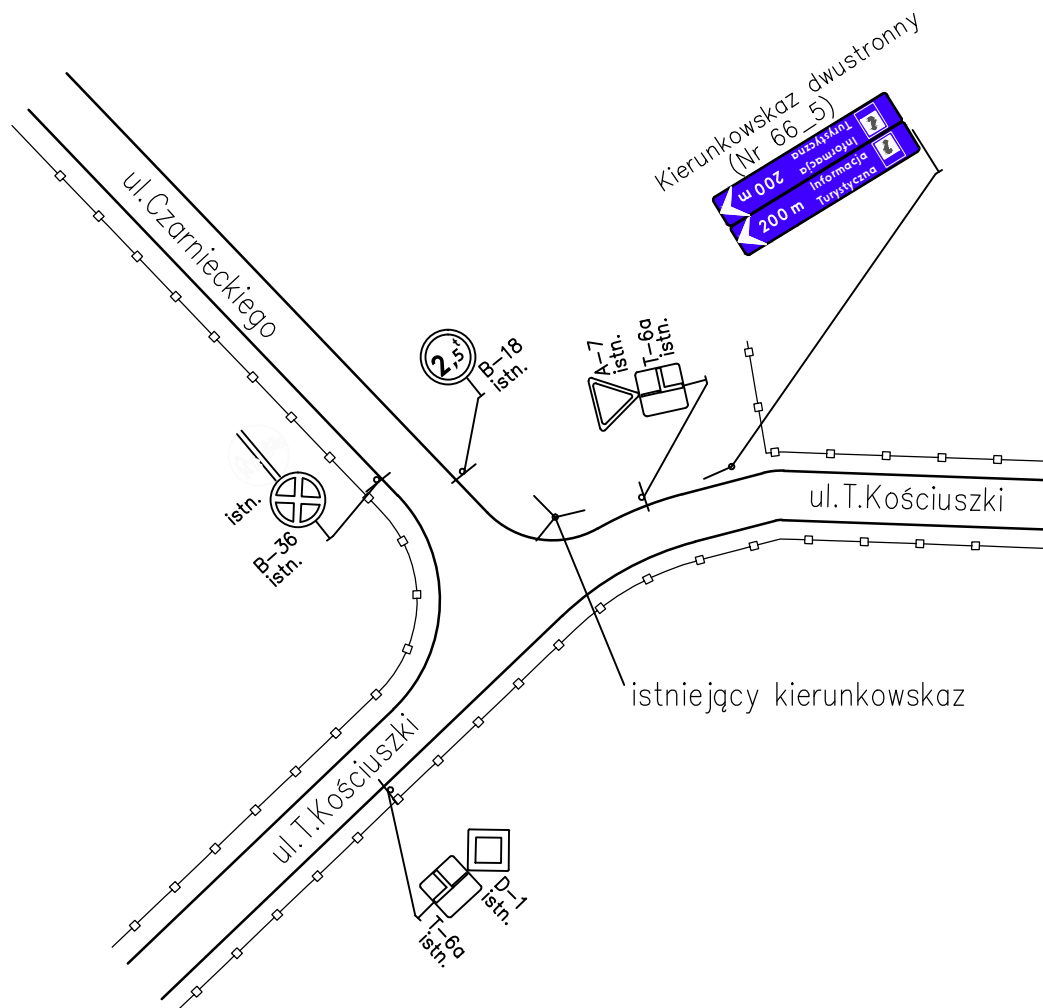 Kierunkowskaz dwustronny
(Nr 66_5)
200 m
Informacja
Turystyczna
200 m
Informacja
Turystyczna
ul.Czarnieckiego
2,5 t
B-18
istn.
A-7
istn.
T-6a
istn.
ul.T.Kościuszki
istn.
B-36
istn.
istniejący kierunkowskaz
ul.T.Kościuszki
D-1
istn.
T-6a
istn.